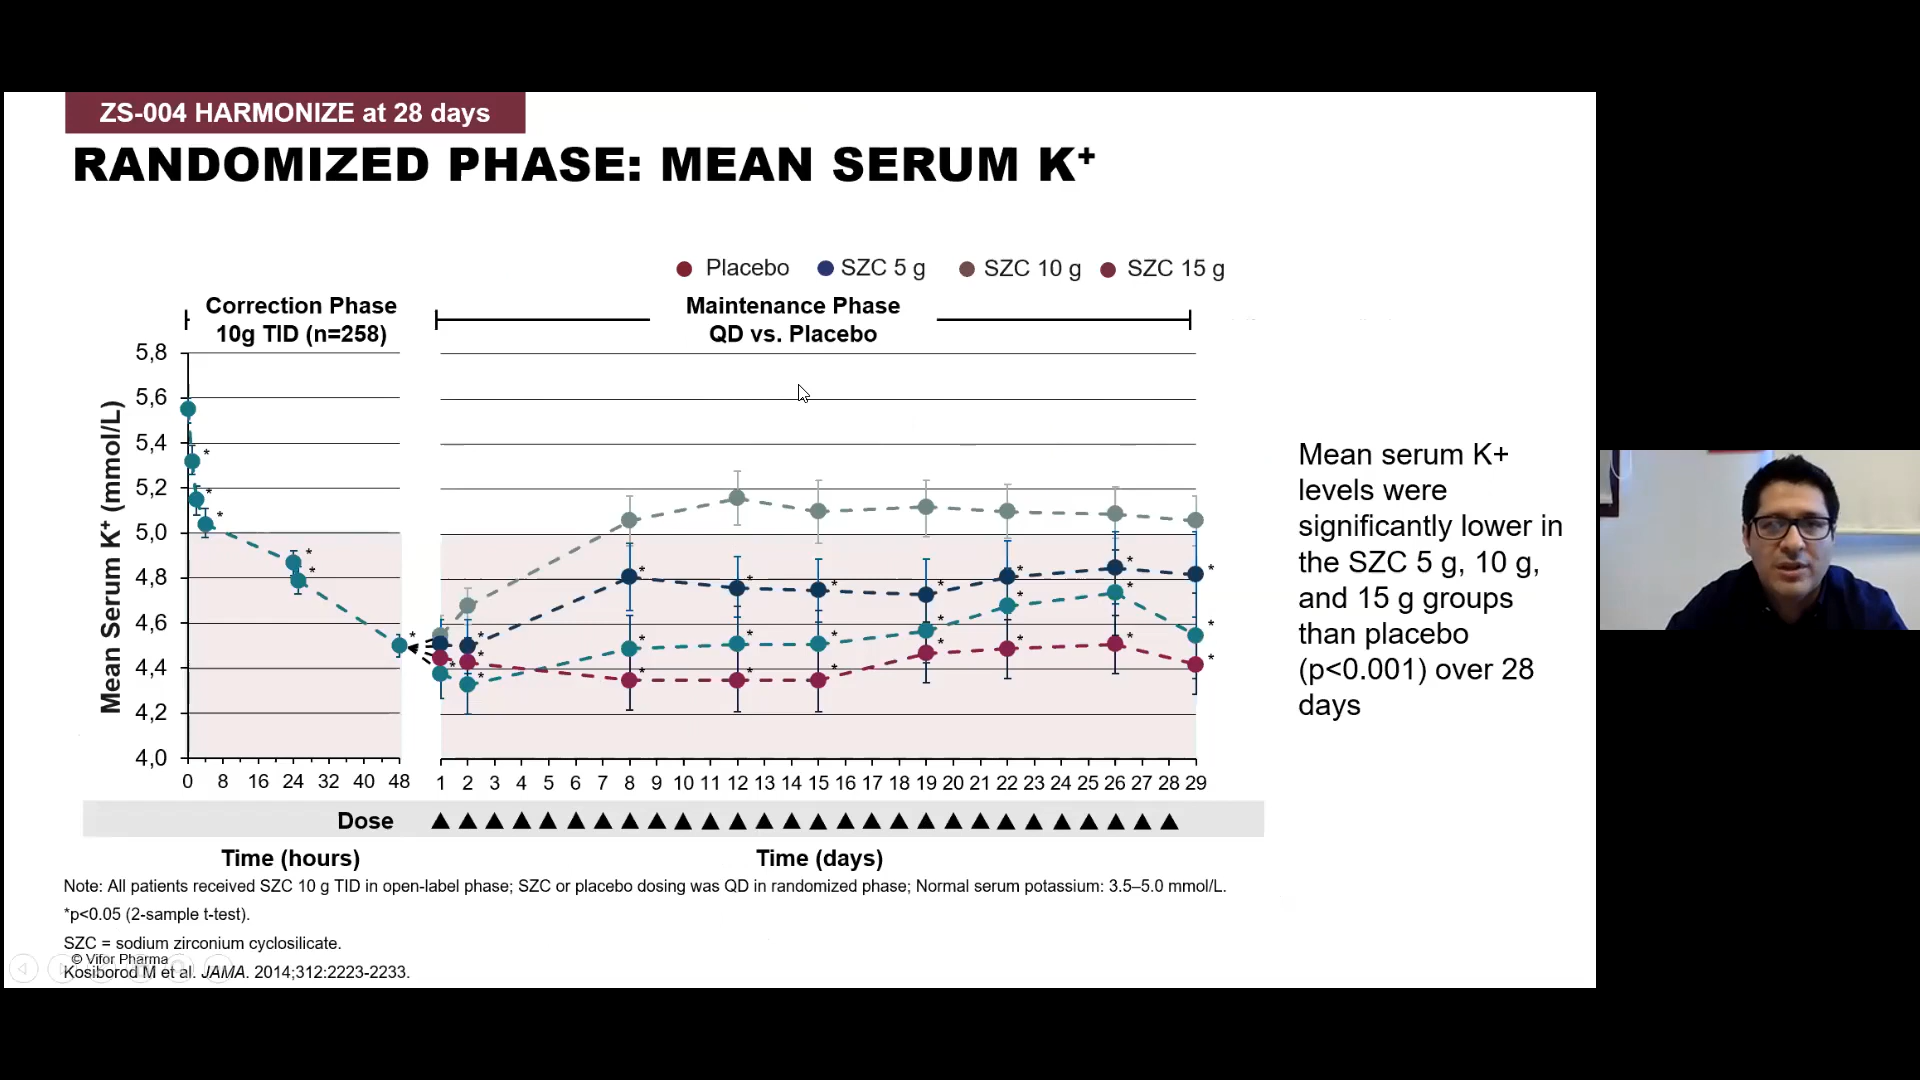 ZS-004 HARMONIZE at 28 days
RANDOMIZED PHASE: MEAN SERUM K⁺
Placebo SZC 5 g SZC 10 g SZC 15 g
Correction Phase
10g TID (n=258)
Maintenance Phase
QD vs. Placebo
Mean Serum K⁺ (mmol/L)
5,8
5,6
5,4
5,2
5,0
4,8
4,6
4,4
4,2
4,0
0 8 16 24 32 40 48
1 2 3 4 5 6 7 8 9 10 11 12 13 14 15 16 17 18 19 20 21 22 23 24 25 26 27 28 29
Dose
Time (hours)
Time (days)
Mean serum K+
levels were
significantly lower in
the SZC 5 g, 10 g,
and 15 g groups
than placebo
(p<0.001) over 28
days
Note: All patients received SZC 10 g TID in open-label phase; SZC or placebo dosing was QD in randomized phase; Normal serum potassium: 3.5–5.0 mmol/L.
*p<0.05 (2-sample t-test).
SZC = sodium zirconium cyclosilicate.
© Vifor Pharma
Kosiborod M et al. JAMA. 2014;312:2223-2233.